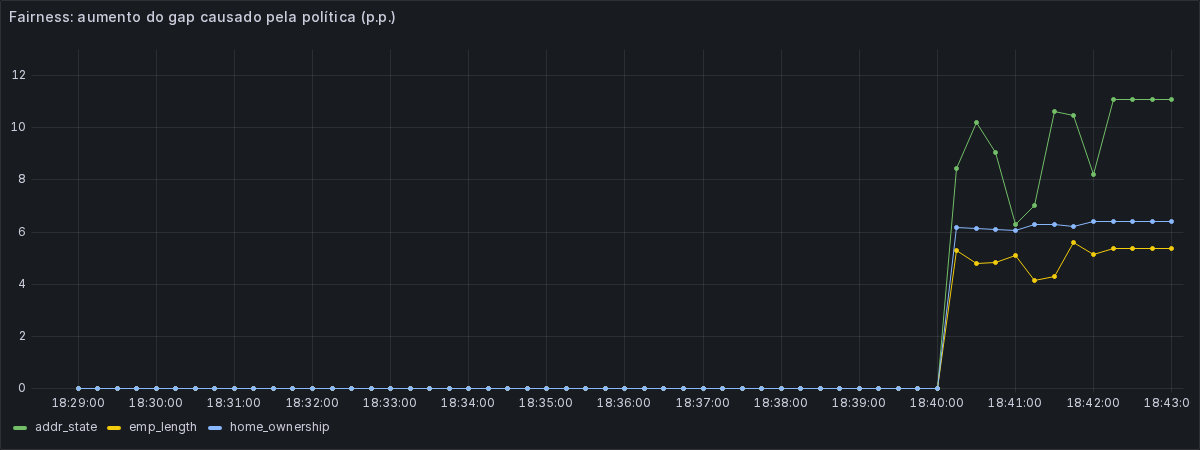 Fairness: aumento do gap causado pela política (p.p.)
12
10
8
6
4
2
0
18:29:00 18:30:00 18:31:00 18:32:00 18:33:00 18:34:00 18:35:00 18:36:00 18:37:00 18:38:00 18:39:00 18:40:00 18:41:00 18:42:00 18:43:0
addr_state emp_length home_ownership